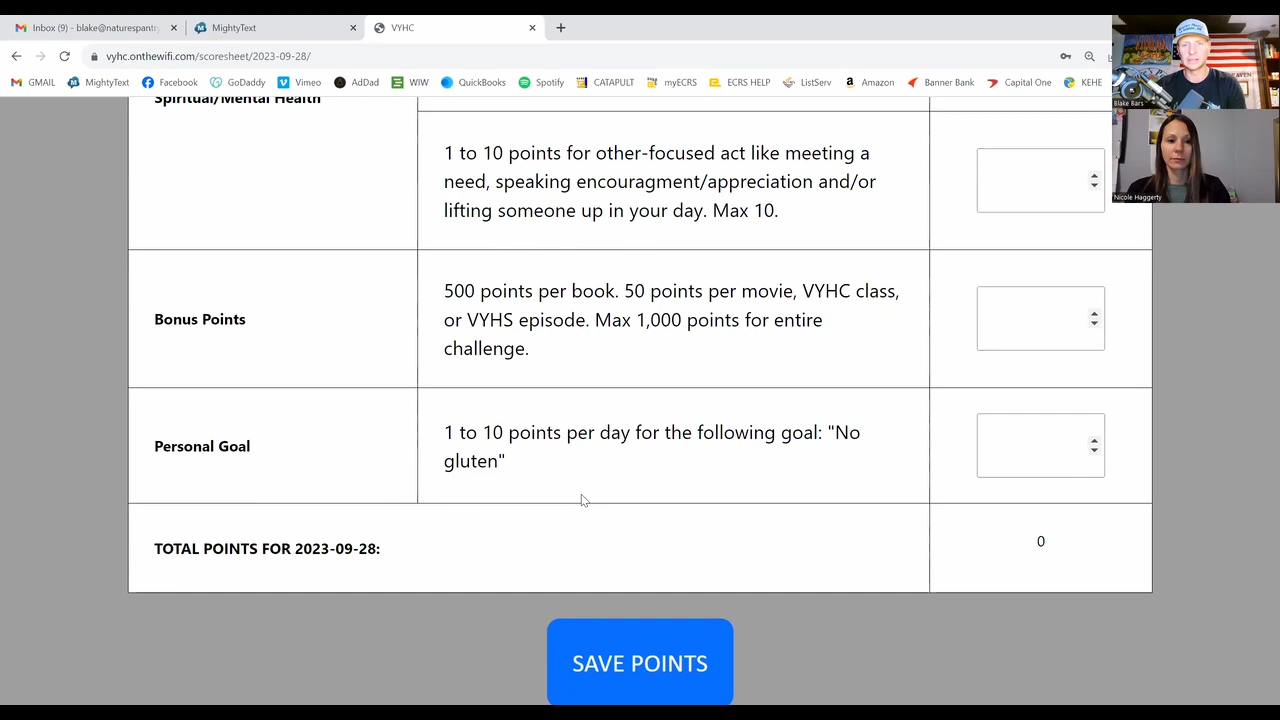 Inbox (9) - blake@naturespantry
MightyText
VYHC
vyhc.onthewifi.com/scoresheet/2023-09-28/
GMAIL
MightyText
Facebook
GoDaddy
Vimeo
AdDad
WIW
QuickBooks
Spotify
CATAPULT
myECRS
ECRS HELP
ListServ
Amazon
Banner Bank
Capital One
KEHE
Blake Bars
Nicole Haggerty
Spiritual/Mental Health
1 to 10 points for other-focused act like meeting a
need, speaking encouragment/appreciation and/or
lifting someone up in your day. Max 10.
Bonus Points
500 points per book. 50 points per movie, VYHC class,
or VYHS episode. Max 1,000 points for entire
challenge.
Personal Goal
1 to 10 points per day for the following goal: "No
gluten"
TOTAL POINTS FOR 2023-09-28:
0
SAVE POINTS